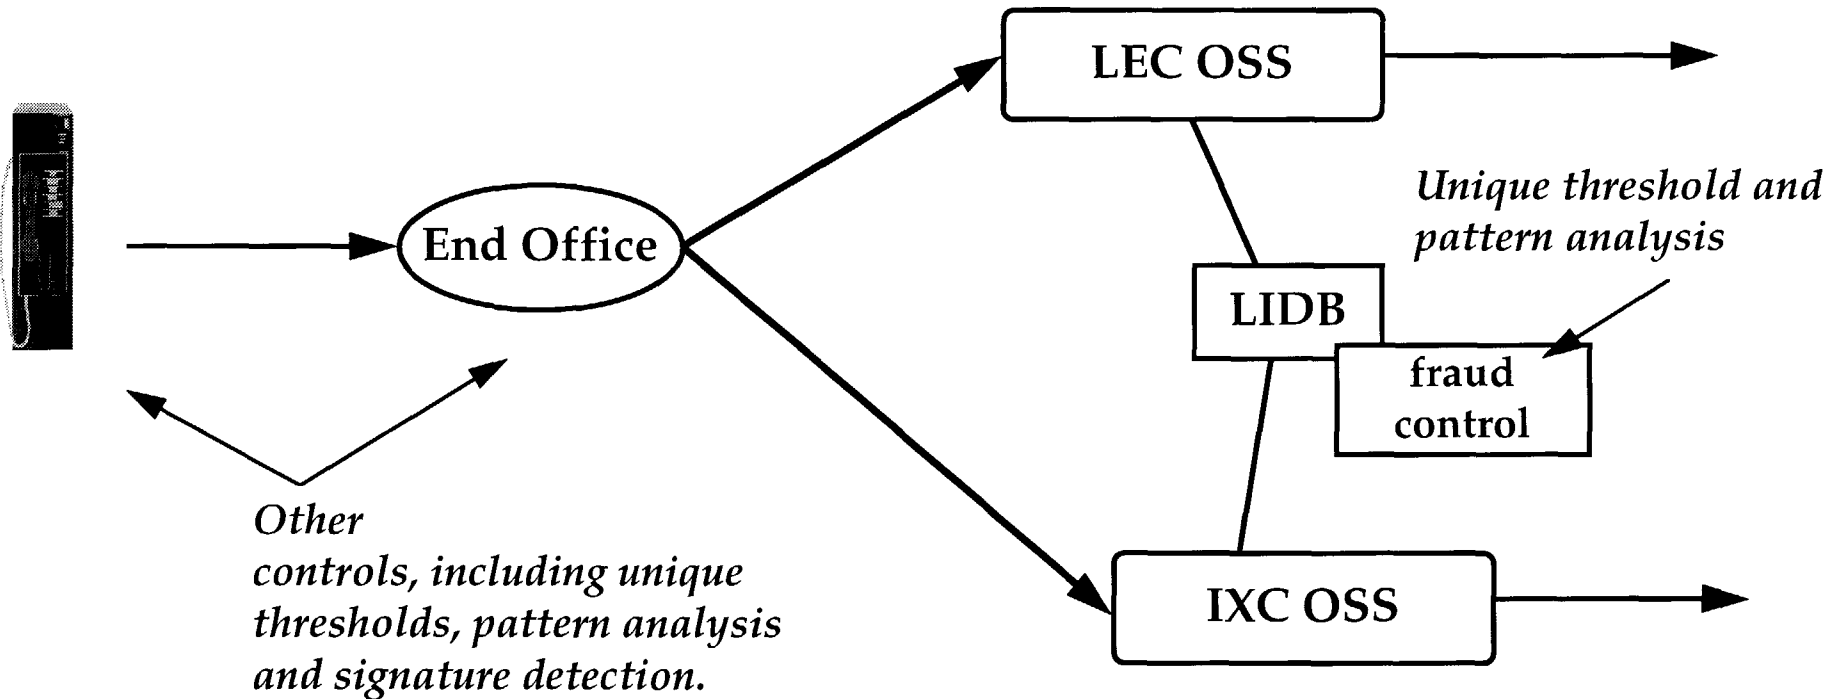 LEC OSS
Unique threshold and
pattern analysis
End Office
LIDB
fraud
control
Other
controls, including unique
thresholds, pattern analysis
and signature detection.
IXC OSS